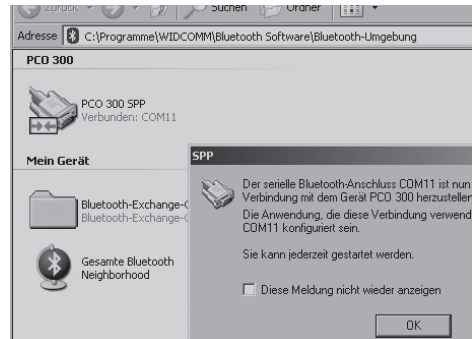 Zurück
Suchen
Ordner
Adresse C:\Programme\WIDCOMM\Bluetooth Software\Bluetooth-Umgebung
PCO 300
PCO 300 SPP
Verbunden: COM11
Mein Gerät
Bluetooth-Exchange-
Bluetooth-Exchange-
Gesamte Bluetooth
Neighborhood
SPP
Der serielle Bluetooth-Anschluss COM11 ist nun
Verbindung mit dem Gerät PCO 300 herzustellen
Die Anwendung, die diese Verbindung verwend
COM11 konfiguriert sein.
Sie kann jederzeit gestartet werden.
Diese Meldung nicht wieder anzeigen
OK